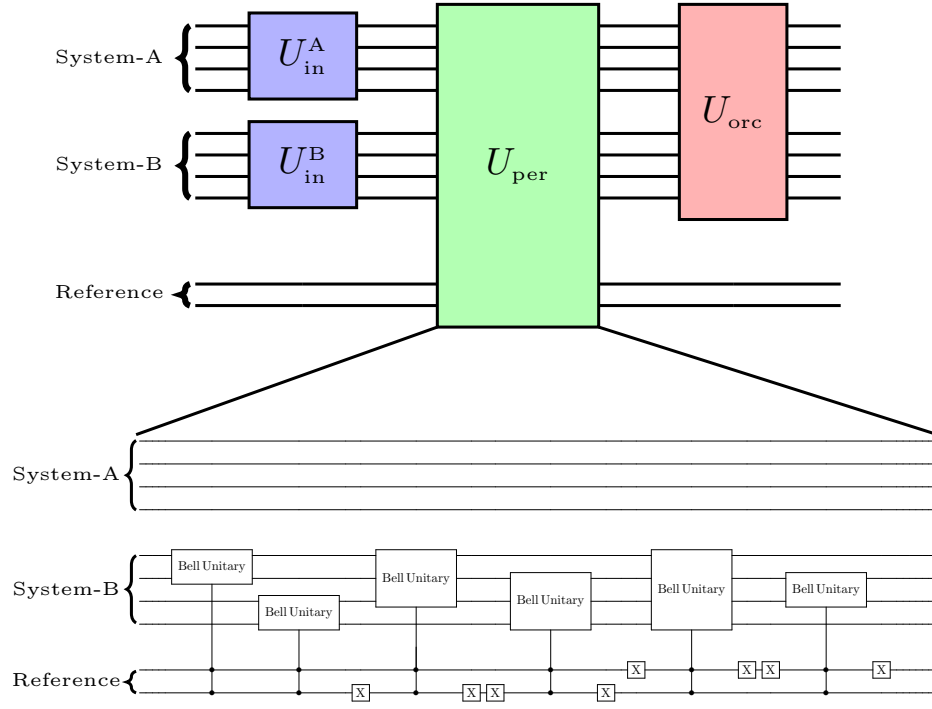 System-A
U_in^A
System-B
U_in^B
U_per
U_orc
Reference
System-A
System-B
Bell Unitary
Bell Unitary
Bell Unitary
Bell Unitary
Bell Unitary
Bell Unitary
Reference
X X X X
X X X X